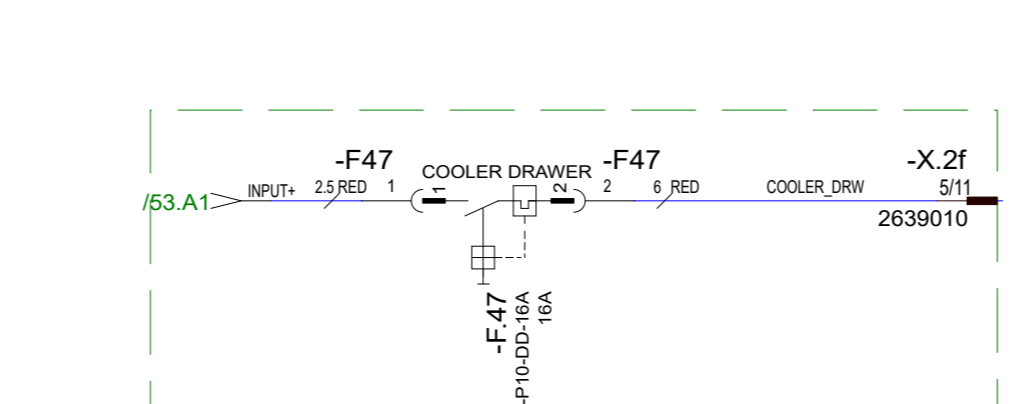 -F47
COOLER DRAWER
-F47
-X.2f
/53.A1
INPUT+
2.5 RED
1
1
2
2
6 RED
COOLER_DRW
5/11
2639010
-F.47
-P10-DD-16A
16A